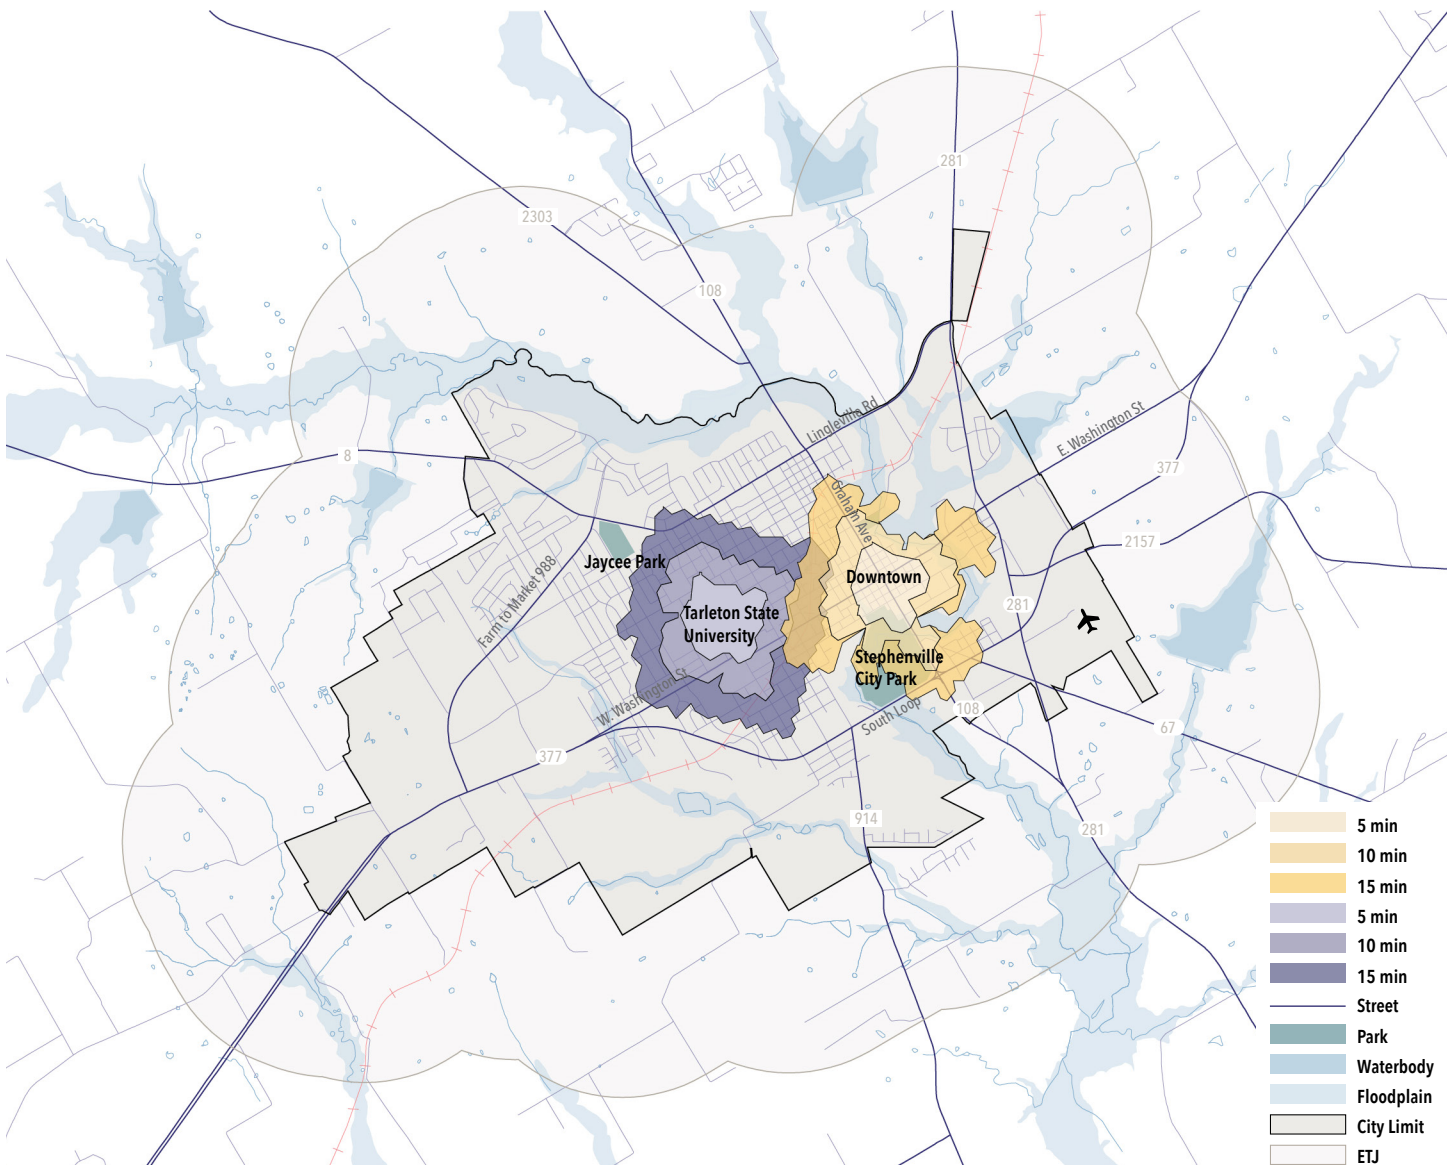 281
2303
108
Lingleville Rd
E. Washington St
8
377
Graham Ave
2157
Jaycee Park
Downtown
Farm to Market 988
281
Tarleton State
University
Stephenville
City Park
W. Washington St
South Loop
108
67
377
914
281
5 min
10 min
15 min
5 min
10 min
15 min
Street
Park
Waterbody
Floodplain
City Limit
ETJ